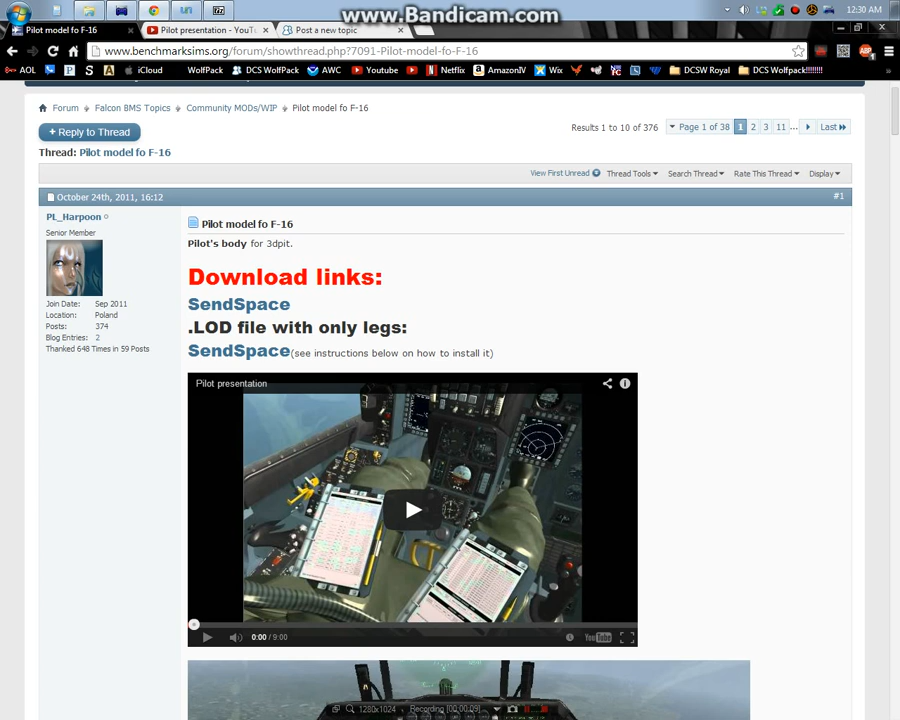 www.Bandicam.com
12:30 AM
Pilot model fo F-16
Pilot presentation - YouTu
Post a new topic
www.benchmarksims.org/forum/showthread.php?7091-Pilot-model-fo-F-16
AOL
iCloud
WolfPack
DCS WolfPack
AWC
Youtube
Netflix
AmazonIV
Wix
DCSW Royal
DCS Wolfpack!!!!!!!!
Forum
Falcon BMS Topics
Community MODs/WIP
Pilot model fo F-16
+ Reply to Thread
Results 1 to 10 of 376
Page 1 of 38
1 2 3 11 ... Last
Thread: Pilot model fo F-16
View First Unread
Thread Tools
Search Thread
Rate This Thread
Display
October 24th, 2011, 16:12
#1
PL_Harpoon
Senior Member
Join Date: Sep 2011
Location: Poland
Posts: 374
Blog Entries: 2
Thanked 648 Times in 59 Posts
Pilot model fo F-16
Pilot's body for 3dpit.
Download links:
SendSpace
.LOD file with only legs:
SendSpace(see instructions below on how to install it)
Pilot presentation
0:00 / 9:00
YouTube
1280x1024
Recording [00:00:09]